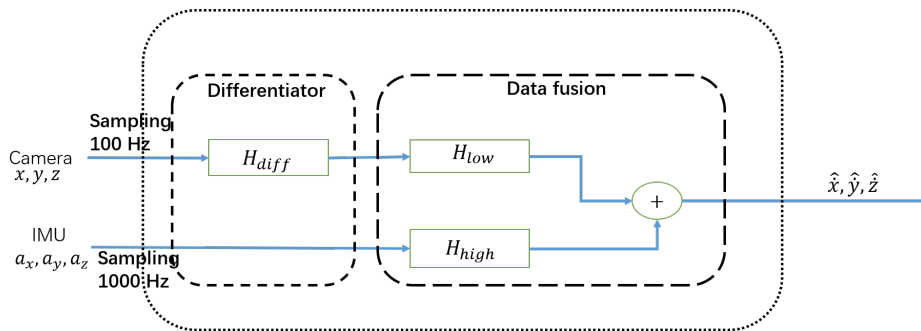 Differentiator
Data fusion
Sampling
100 Hz
Camera
x, y, z
H_diff
H_low
+
x̂̇, ŷ̇, ẑ̇
IMU
a_x, a_y, a_z
Sampling
1000 Hz
H_high